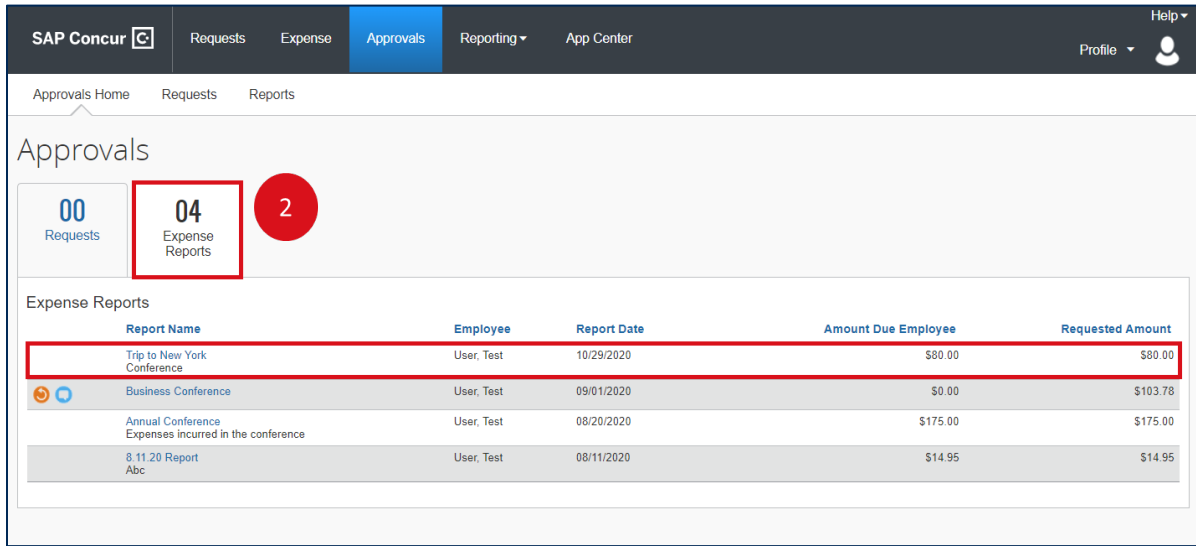 Help
SAP Concur C Requests Expense Approvals Reporting App Center
Profile
Approvals Home Requests Reports
Approvals
00 04 2
Requests Expense
Reports
Expense Reports
Report Name Employee Report Date Amount Due Employee Requested Amount
Trip to New York User, Test 10/29/2020 $80.00 $80.00
Conference
Business Conference User, Test 09/01/2020 $0.00 $103.78
Annual Conference User, Test 08/20/2020 $175.00 $175.00
Expenses incurred in the conference
8.11.20 Report User, Test 08/11/2020 $14.95 $14.95
Abc